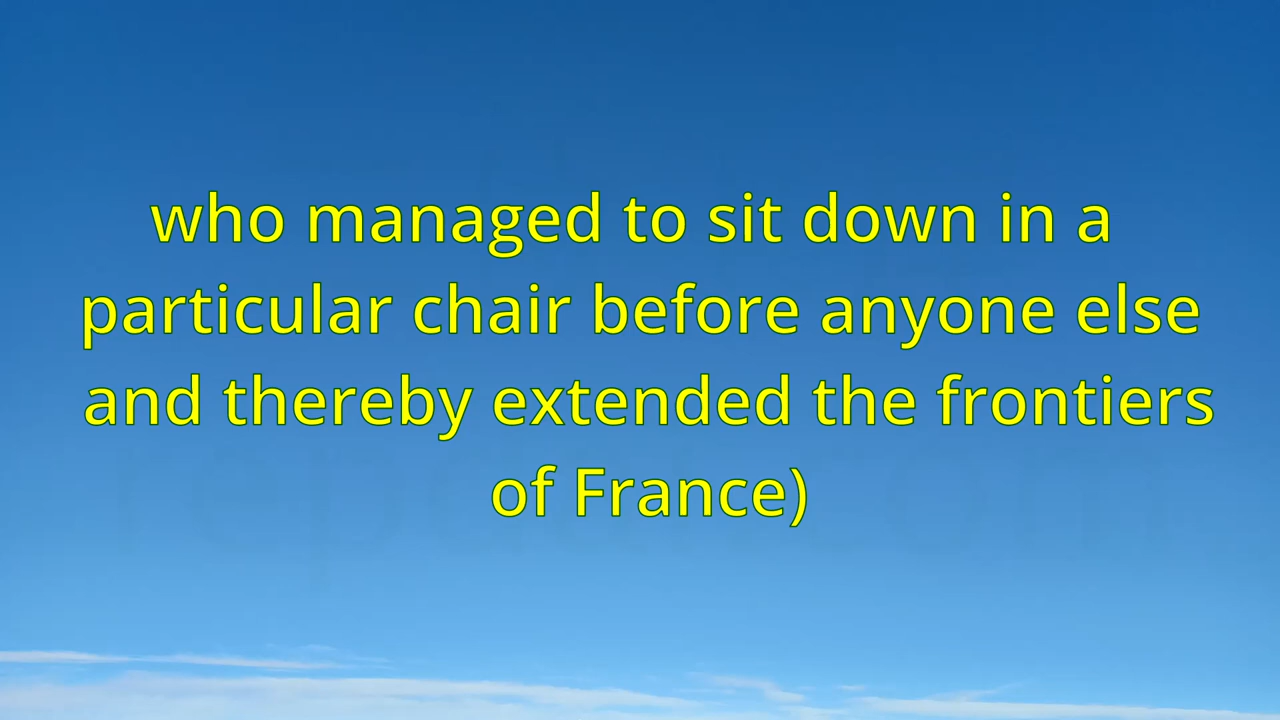 who managed to sit down in a
particular chair before anyone else
and thereby extended the frontiers
of France)